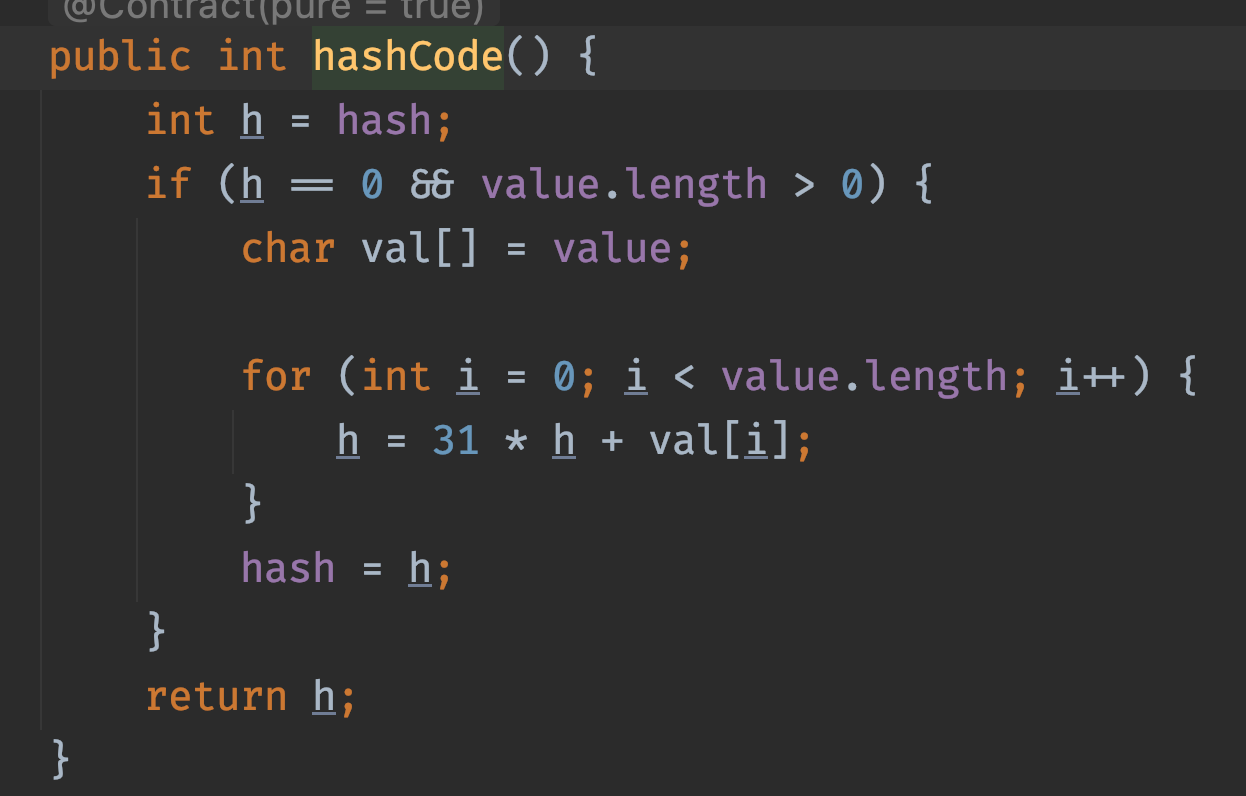 @Contract(pure = true)
public int hashCode() {
    int h = hash;
    if (h == 0 && value.length > 0) {
        char val[] = value;

        for (int i = 0; i < value.length; i++) {
            h = 31 * h + val[i];
        }
        hash = h;
    }
    return h;
}